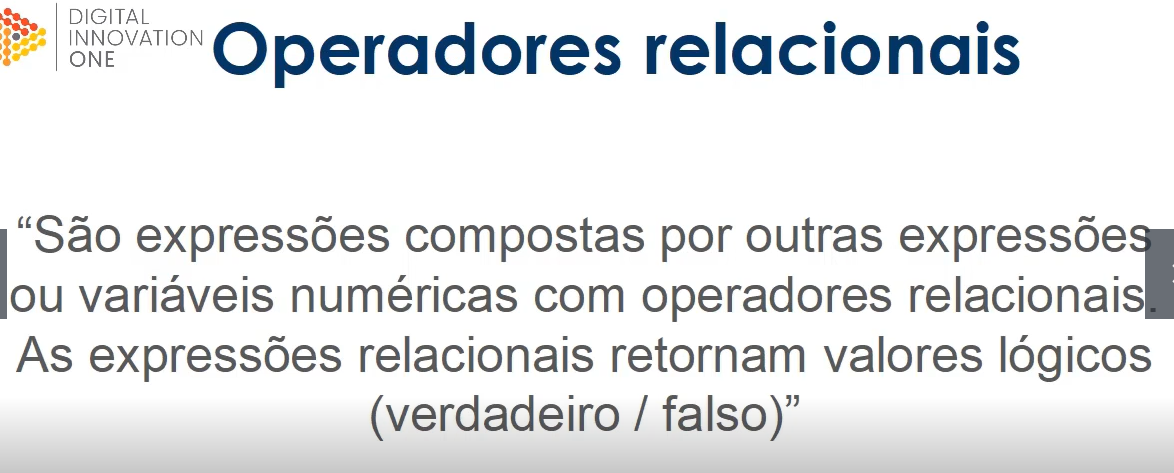 DIGITAL
INNOVATION
ONE
Operadores relacionais
“São expressões compostas por outras expressões
ou variáveis numéricas com operadores relacionais.
As expressões relacionais retornam valores lógicos
(verdadeiro / falso)”